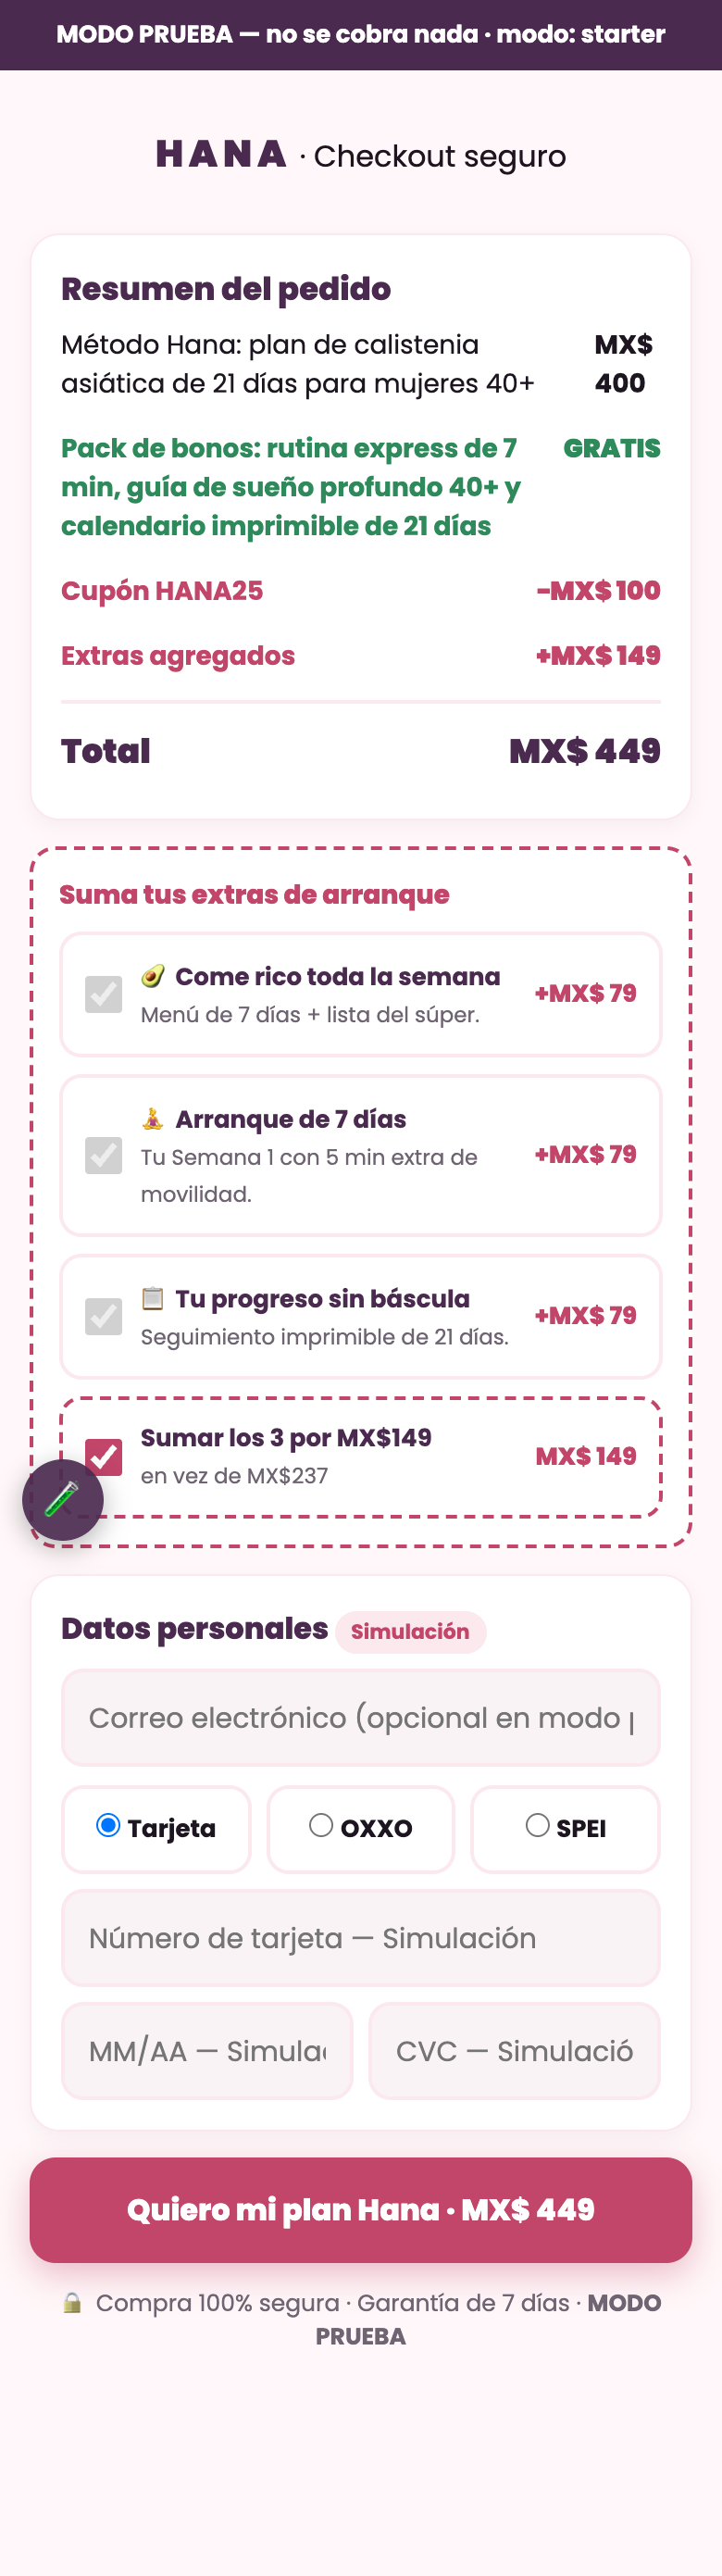 MODO PRUEBA — no se cobra nada · modo: starter
HANA · Checkout seguro
Resumen del pedido
Método Hana: plan de calistenia
asiática de 21 días para mujeres 40+
MX$
400
Pack de bonos: rutina express de 7
min, guía de sueño profundo 40+ y
calendario imprimible de 21 días
GRATIS
Cupón HANA25
−MX$ 100
Extras agregados
+MX$ 149
Total
MX$ 449
Suma tus extras de arranque
Come rico toda la semana
Menú de 7 días + lista del súper.
+MX$ 79
Arranque de 7 días
Tu Semana 1 con 5 min extra de
movilidad.
+MX$ 79
Tu progreso sin báscula
Seguimiento imprimible de 21 días.
+MX$ 79
Sumar los 3 por MX$149
en vez de MX$237
MX$ 149
Datos personales Simulación
Correo electrónico (opcional en modo
Tarjeta
OXXO
SPEI
Número de tarjeta — Simulación
MM/AA — Simula
CVC — Simulació
Quiero mi plan Hana · MX$ 449
Compra 100% segura · Garantía de 7 días · MODO
PRUEBA